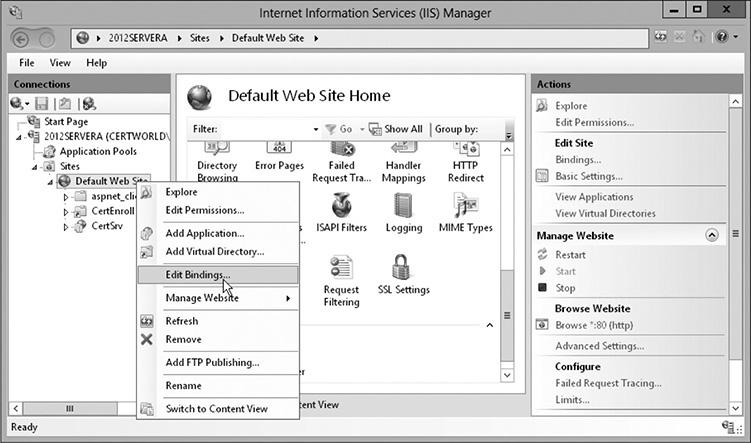 Internet Information Services (IIS) Manager
2012SERVERA
Sites
Default Web Site
File View Help
Connections
Start Page
2012SERVERA (CERTWORLD\
Application Pools
Sites
Default Web Site
aspnet_clie
CertEnroll
CertSrv
Explore
Edit Permissions...
Add Application...
Add Virtual Directory...
Edit Bindings...
Manage Website
Refresh
Remove
Add FTP Publishing...
Rename
Switch to Content View
Default Web Site Home
Filter: Go Show All Group by:
Directory Browsing
Error Pages
Failed Request Tra...
Handler Mappings
HTTP Redirect
ISAPI Filters
Logging
MIME Types
Request Filtering
SSL Settings
ontent View
Actions
Explore
Edit Permissions...
Edit Site
Bindings...
Basic Settings...
View Applications
View Virtual Directories
Manage Website
Restart
Start
Stop
Browse Website
Browse *:80 (http)
Advanced Settings...
Configure
Failed Request Tracing...
Limits...
Ready